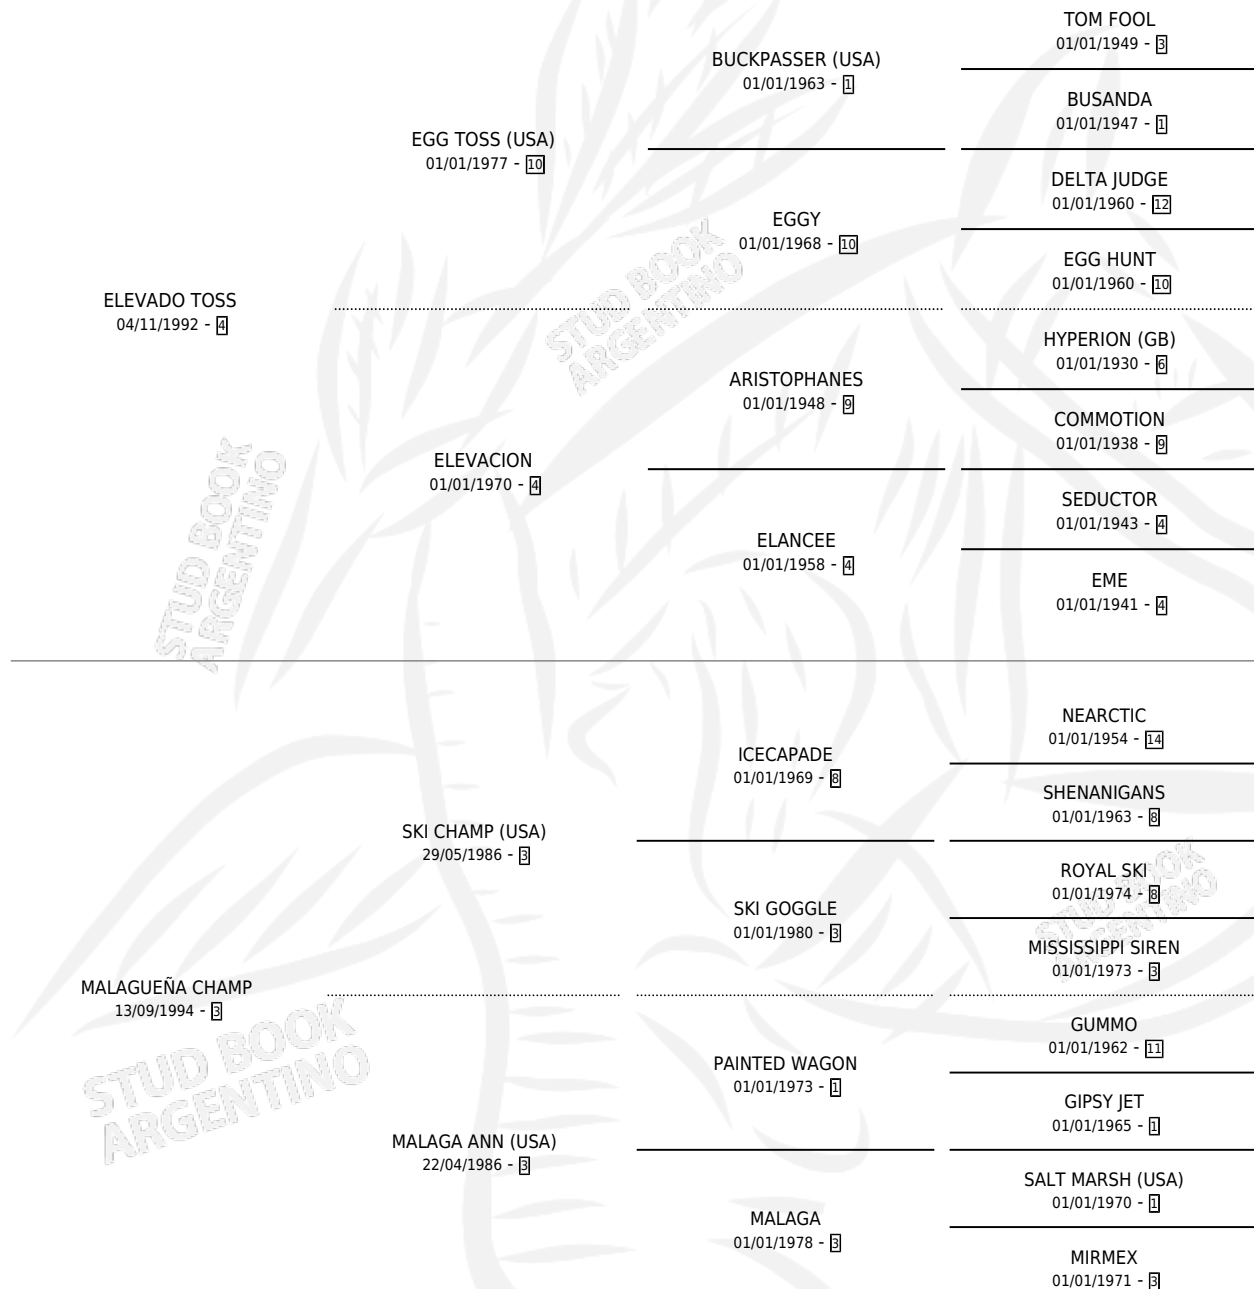 TOM FOOL
01/01/1949 - 3
BUCKPASSER (USA)
01/01/1963 - 1
BUSANDA
01/01/1947 - 1
EGG TOSS (USA)
01/01/1977 - 10
DELTA JUDGE
01/01/1960 - 12
EGGY
01/01/1968 - 10
EGG HUNT
01/01/1960 - 10
ELEVADO TOSS
04/11/1992 - 4
STUD BOOK
ARGENTINO
HYPERION (GB)
01/01/1930 - 6
ARISTOPHANES
01/01/1948 - 9
COMMOTION
01/01/1938 - 9
ELEVACION
01/01/1970 - 4
SEDUCTOR
01/01/1943 - 4
ELANCEE
01/01/1958 - 4
EME
01/01/1941 - 4
STUD BOOK
ARGENTINO
NEARCTIC
01/01/1954 - 14
ICECAPADE
01/01/1969 - 8
SHENANIGANS
01/01/1963 - 8
SKI CHAMP (USA)
29/05/1986 - 3
ROYAL SKI
01/01/1974 - 8
SKI GOGGLE
01/01/1980 - 3
STUD BOOK
ARGENTINO
MISSISSIPPI SIREN
01/01/1973 - 3
MALAGUEÑA CHAMP
13/09/1994 - 3
STUD BOOK
ARGENTINO
GUMMO
01/01/1962 - 11
PAINTED WAGON
01/01/1973 - 1
GIPSY JET
01/01/1965 - 1
MALAGA ANN (USA)
22/04/1986 - 3
SALT MARSH (USA)
01/01/1970 - 1
MALAGA
01/01/1978 - 3
MIRMEX
01/01/1971 - 3